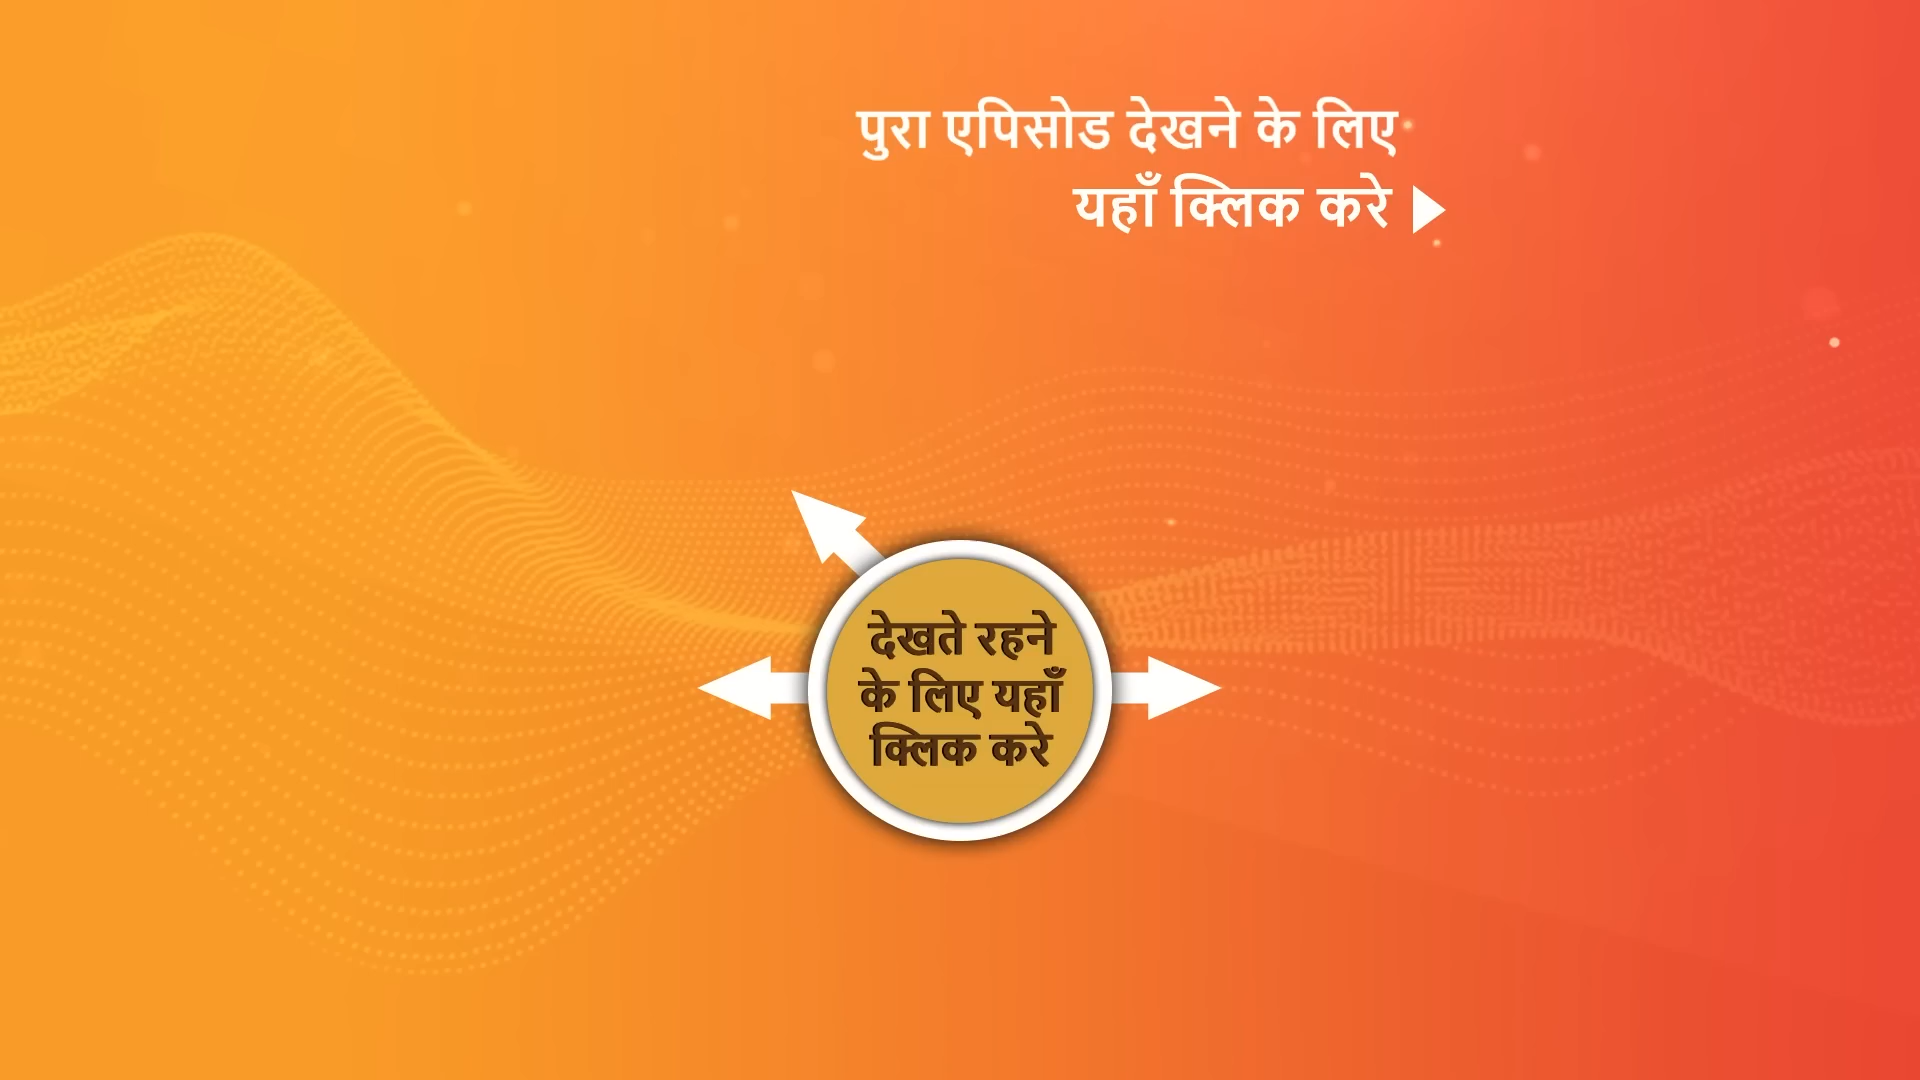 पुरा एपिसोड देखने के लिए
यहाँ क्लिक करे
देखते रहने
के लिए यहाँ
क्लिक करे